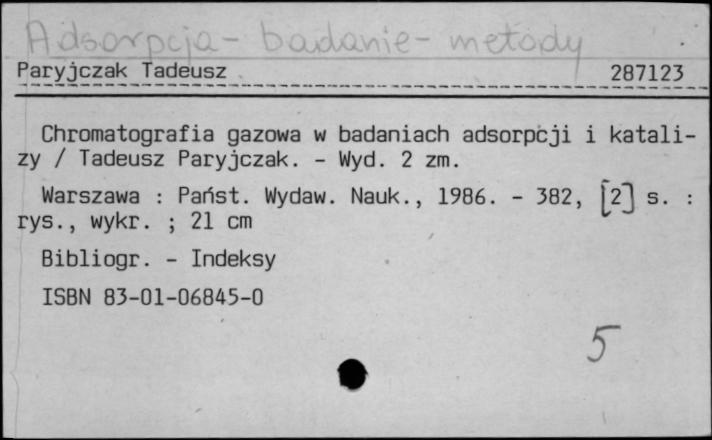 Adsorpcja - badanie - metody
Paryjczak Tadeusz 287123
Chromatografia gazowa w badaniach adsorpcji i katali-
zy / Tadeusz Paryjczak. - Wyd. 2 zm.
Warszawa : Państ. Wydaw. Nauk., 1986. - 382, [2] s. :
rys., wykr. ; 21 cm
Bibliogr. - Indeksy
ISBN 83-01-06845-0
5